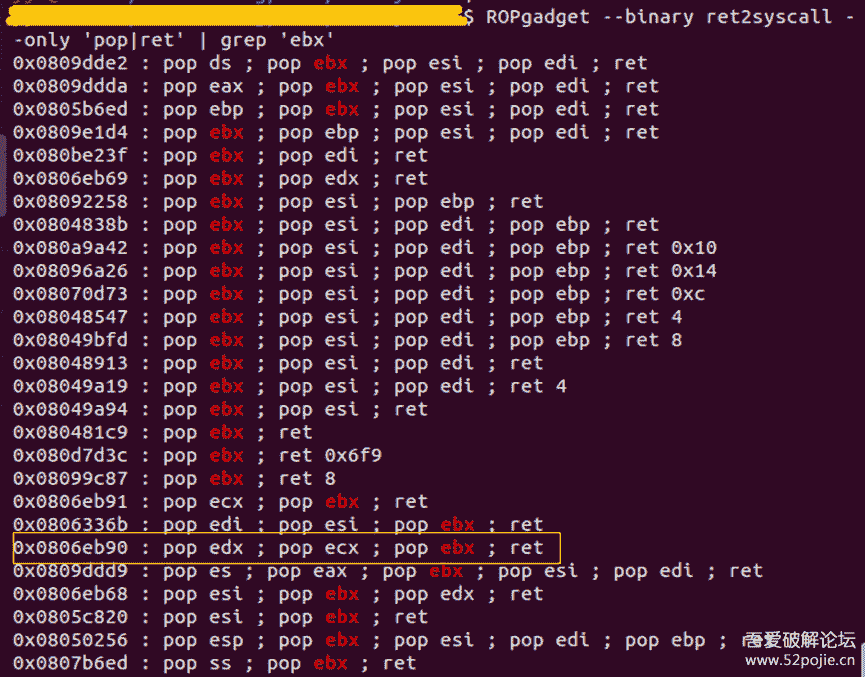 $ ROPgadget --binary ret2syscall -
-only 'pop|ret' | grep 'ebx'
0x0809dde2 : pop ds ; pop ebx ; pop esi ; pop edi ; ret
0x0809ddda : pop eax ; pop ebx ; pop esi ; pop edi ; ret
0x0805b6ed : pop ebp ; pop ebx ; pop esi ; pop edi ; ret
0x0809e1d4 : pop ebx ; pop ebp ; pop esi ; pop edi ; ret
0x080be23f : pop ebx ; pop edi ; ret
0x0806eb69 : pop ebx ; pop edx ; ret
0x08092258 : pop ebx ; pop esi ; pop ebp ; ret
0x0804838b : pop ebx ; pop esi ; pop edi ; pop ebp ; ret
0x080a9a42 : pop ebx ; pop esi ; pop edi ; pop ebp ; ret 0x10
0x08096a26 : pop ebx ; pop esi ; pop edi ; pop ebp ; ret 0x14
0x08070d73 : pop ebx ; pop esi ; pop edi ; pop ebp ; ret 0xc
0x08048547 : pop ebx ; pop esi ; pop edi ; pop ebp ; ret 4
0x08049bfd : pop ebx ; pop esi ; pop edi ; pop ebp ; ret 8
0x08048913 : pop ebx ; pop esi ; pop edi ; ret
0x08049a19 : pop ebx ; pop esi ; pop edi ; ret 4
0x08049a94 : pop ebx ; pop esi ; ret
0x080481c9 : pop ebx ; ret
0x080d7d3c : pop ebx ; ret 0x6f9
0x08099c87 : pop ebx ; ret 8
0x0806eb91 : pop ecx ; pop ebx ; ret
0x0806336b : pop edi ; pop esi ; pop ebx ; ret
0x0806eb90 : pop edx ; pop ecx ; pop ebx ; ret
0x0809ddd9 : pop es ; pop eax ; pop ebx ; pop esi ; pop edi ; ret
0x0806eb68 : pop esi ; pop ebx ; pop edx ; ret
0x0805c820 : pop esi ; pop ebx ; ret
0x08050256 : pop esp ; pop ebx ; pop esi ; pop edi ; pop ebp ; ret
0x0807b6ed : pop ss ; pop ebx ; ret
吾爱破解论坛
www.52pojie.cn